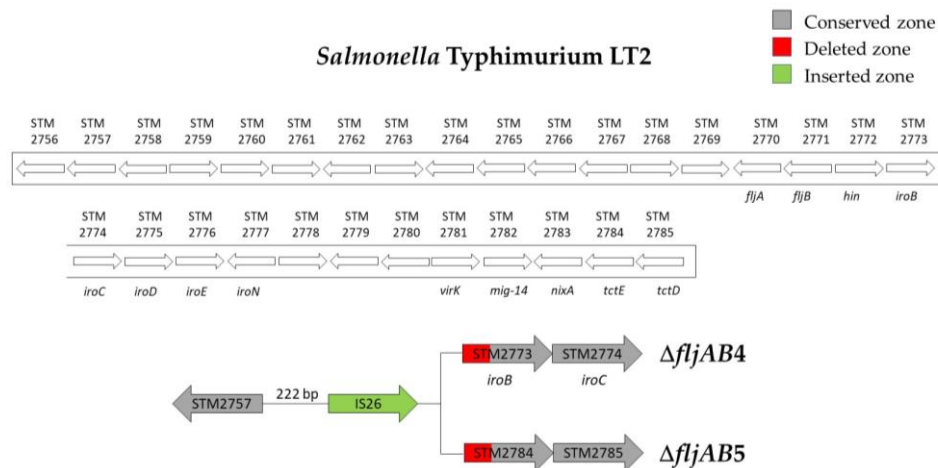 Conserved zone
Deleted zone
Inserted zone
Salmonella Typhimurium LT2
STM STM STM STM STM STM STM STM STM STM STM STM STM STM STM STM STM STM
2756 2757 2758 2759 2760 2761 2762 2763 2764 2765 2766 2767 2768 2769 2770 2771 2772 2773
fljA fljB hin iroB
STM STM STM STM STM STM STM STM STM STM STM STM
2774 2775 2776 2777 2778 2779 2780 2781 2782 2783 2784 2785
iroC iroD iroE iroN virK mig-14 nixA tctE tctD
STM2773 STM2774 ΔfljAB4
iroB iroC
STM2757 222 bp IS26
STM2784 STM2785 ΔfljAB5